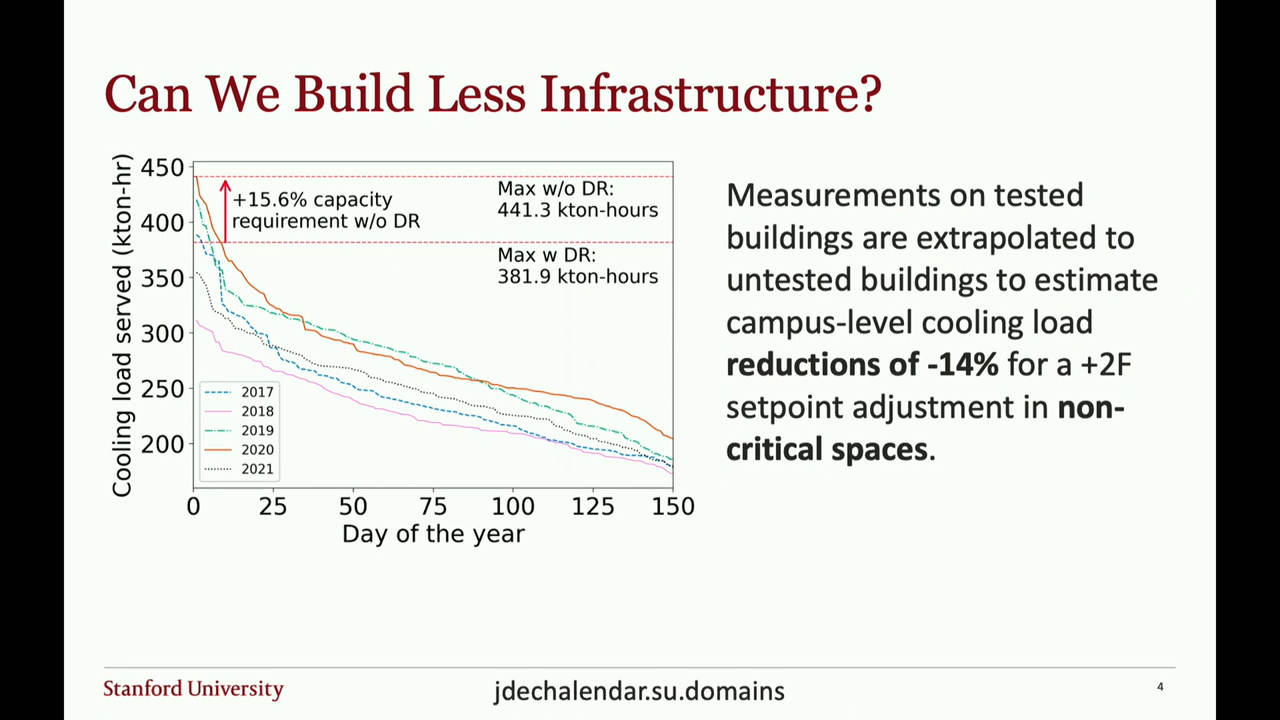 Can We Build Less Infrastructure?
Cooling load served (kton-hr)
450
400
350
300
250
200
+15.6% capacity
requirement w/o DR
Max w/o DR:
441.3 kton-hours
Max w DR:
381.9 kton-hours
2017
2018
2019
2020
2021
0 25 50 75 100 125 150
Day of the year
Measurements on tested
buildings are extrapolated to
untested buildings to estimate
campus-level cooling load
reductions of -14% for a +2F
setpoint adjustment in non-
critical spaces.
Stanford University
jdechalendar.su.domains
4